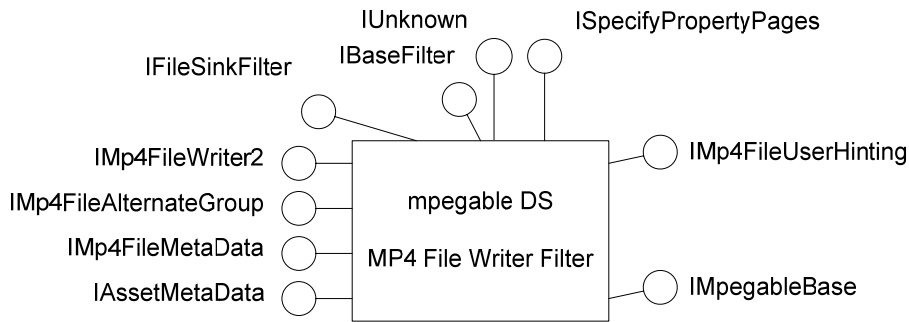 IUnknown
ISpecifyPropertyPages
IBaseFilter
IFileSinkFilter
IMp4FileWriter2
IMp4FileUserHinting
IMp4FileAlternateGroup
mpegable DS
IMp4FileMetaData
MP4 File Writer Filter
IAssetMetaData
IMpegableBase